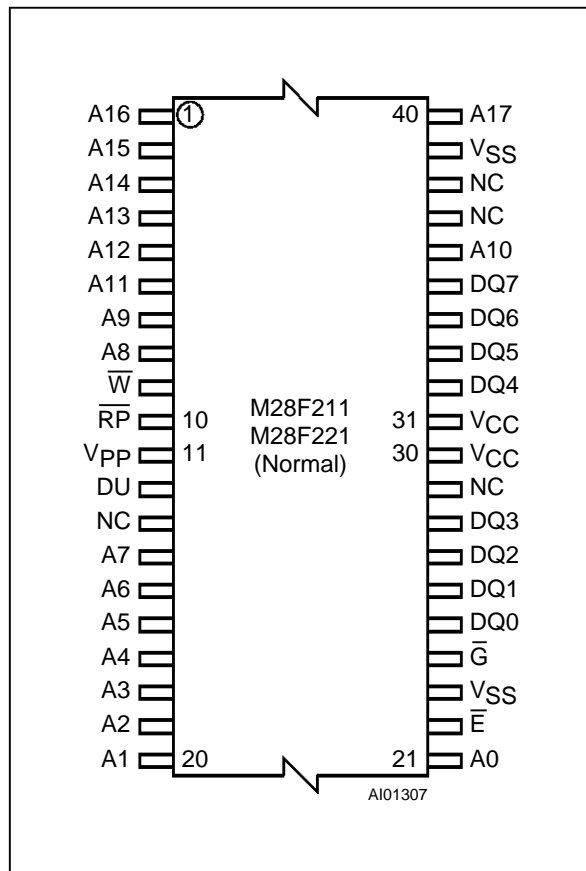 A16 ① 40 A17
A15 VSS
A14 NC
A13 NC
A12 A10
A11 DQ7
A9 DQ6
A8 DQ5
W̅ DQ4
R̅P̅ 10 M28F211 31 VCC
VPP 11 M28F221 30 VCC
DU (Normal) NC
NC DQ3
A7 DQ2
A6 DQ1
A5 DQ0
A4 G̅
A3 VSS
A2 E̅
A1 20 21 A0
AI01307